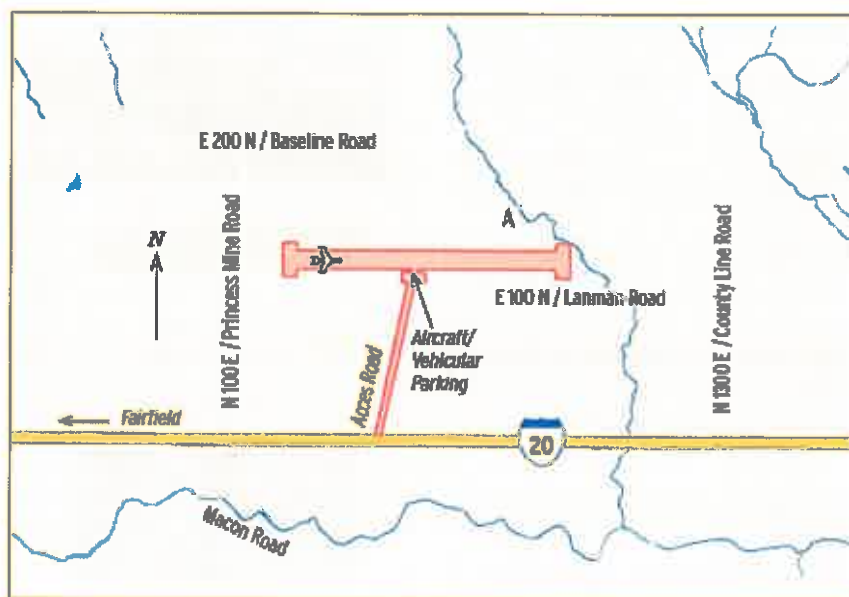 E 200 N / Baseline Road
N
N 100 E / Princess Mine Road
A
E 100 N / Lanman Road
N 1300 E / County Line Road
Aircraft/
Vehicular
Parking
Acces Road
Fairfield
20
Macon Road